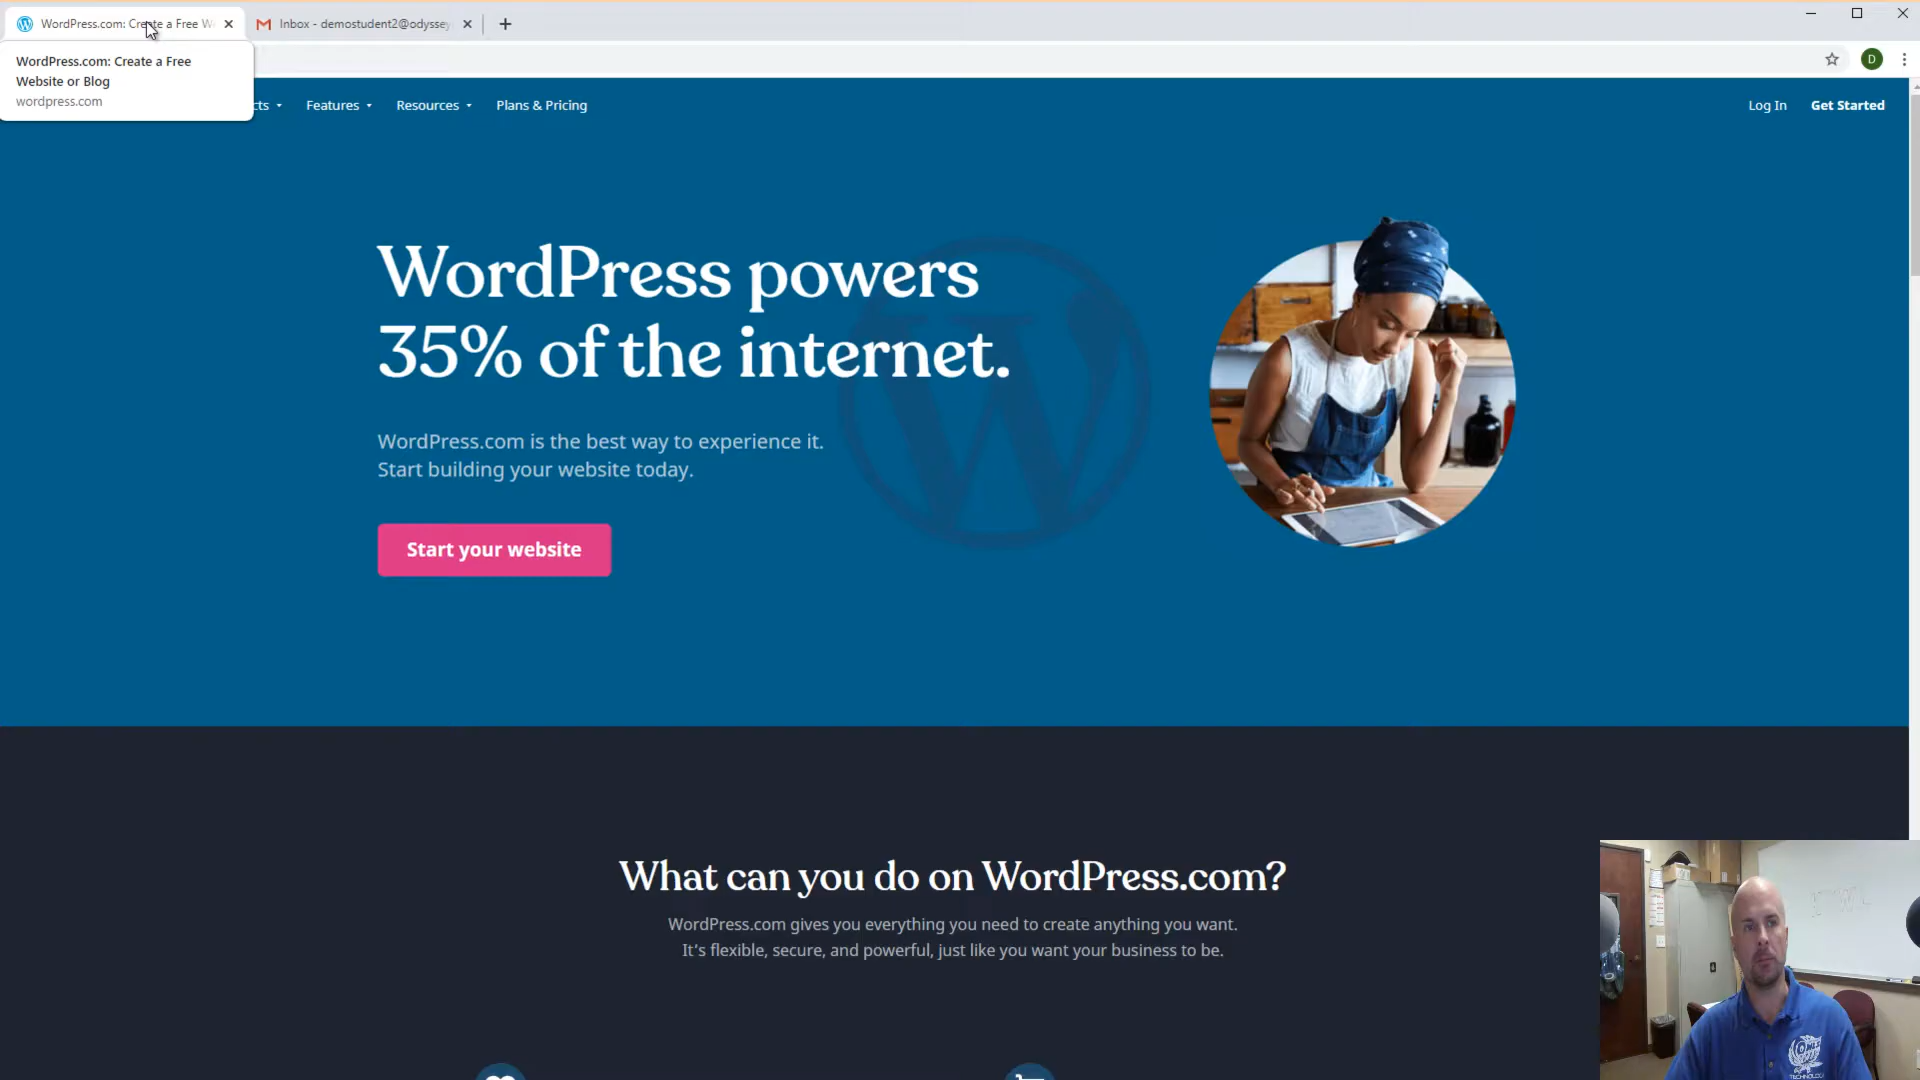 WordPress.com: Create a Free W
Inbox - demostudent2@odyssey
WordPress.com: Create a Free
Website or Blog
wordpress.com
cts
Features
Resources
Plans & Pricing
Log In
Get Started
D
WordPress powers
35% of the internet.
WordPress.com is the best way to experience it.
Start building your website today.
Start your website
What can you do on WordPress.com?
WordPress.com gives you everything you need to create anything you want.
It's flexible, secure, and powerful, just like you want your business to be.